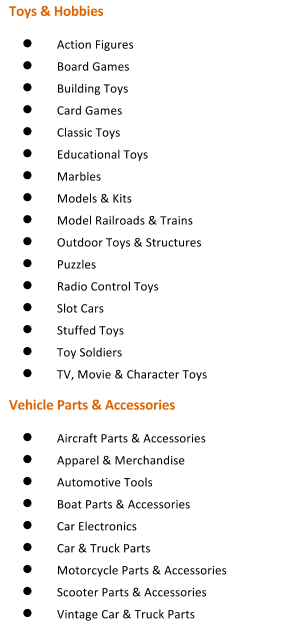 Toys & Hobbies
● Action Figures
● Board Games
● Building Toys
● Card Games
● Classic Toys
● Educational Toys
● Marbles
● Models & Kits
● Model Railroads & Trains
● Outdoor Toys & Structures
● Puzzles
● Radio Control Toys
● Slot Cars
● Stuffed Toys
● Toy Soldiers
● TV, Movie & Character Toys
Vehicle Parts & Accessories
● Aircraft Parts & Accessories
● Apparel & Merchandise
● Automotive Tools
● Boat Parts & Accessories
● Car Electronics
● Car & Truck Parts
● Motorcycle Parts & Accessories
● Scooter Parts & Accessories
● Vintage Car & Truck Parts